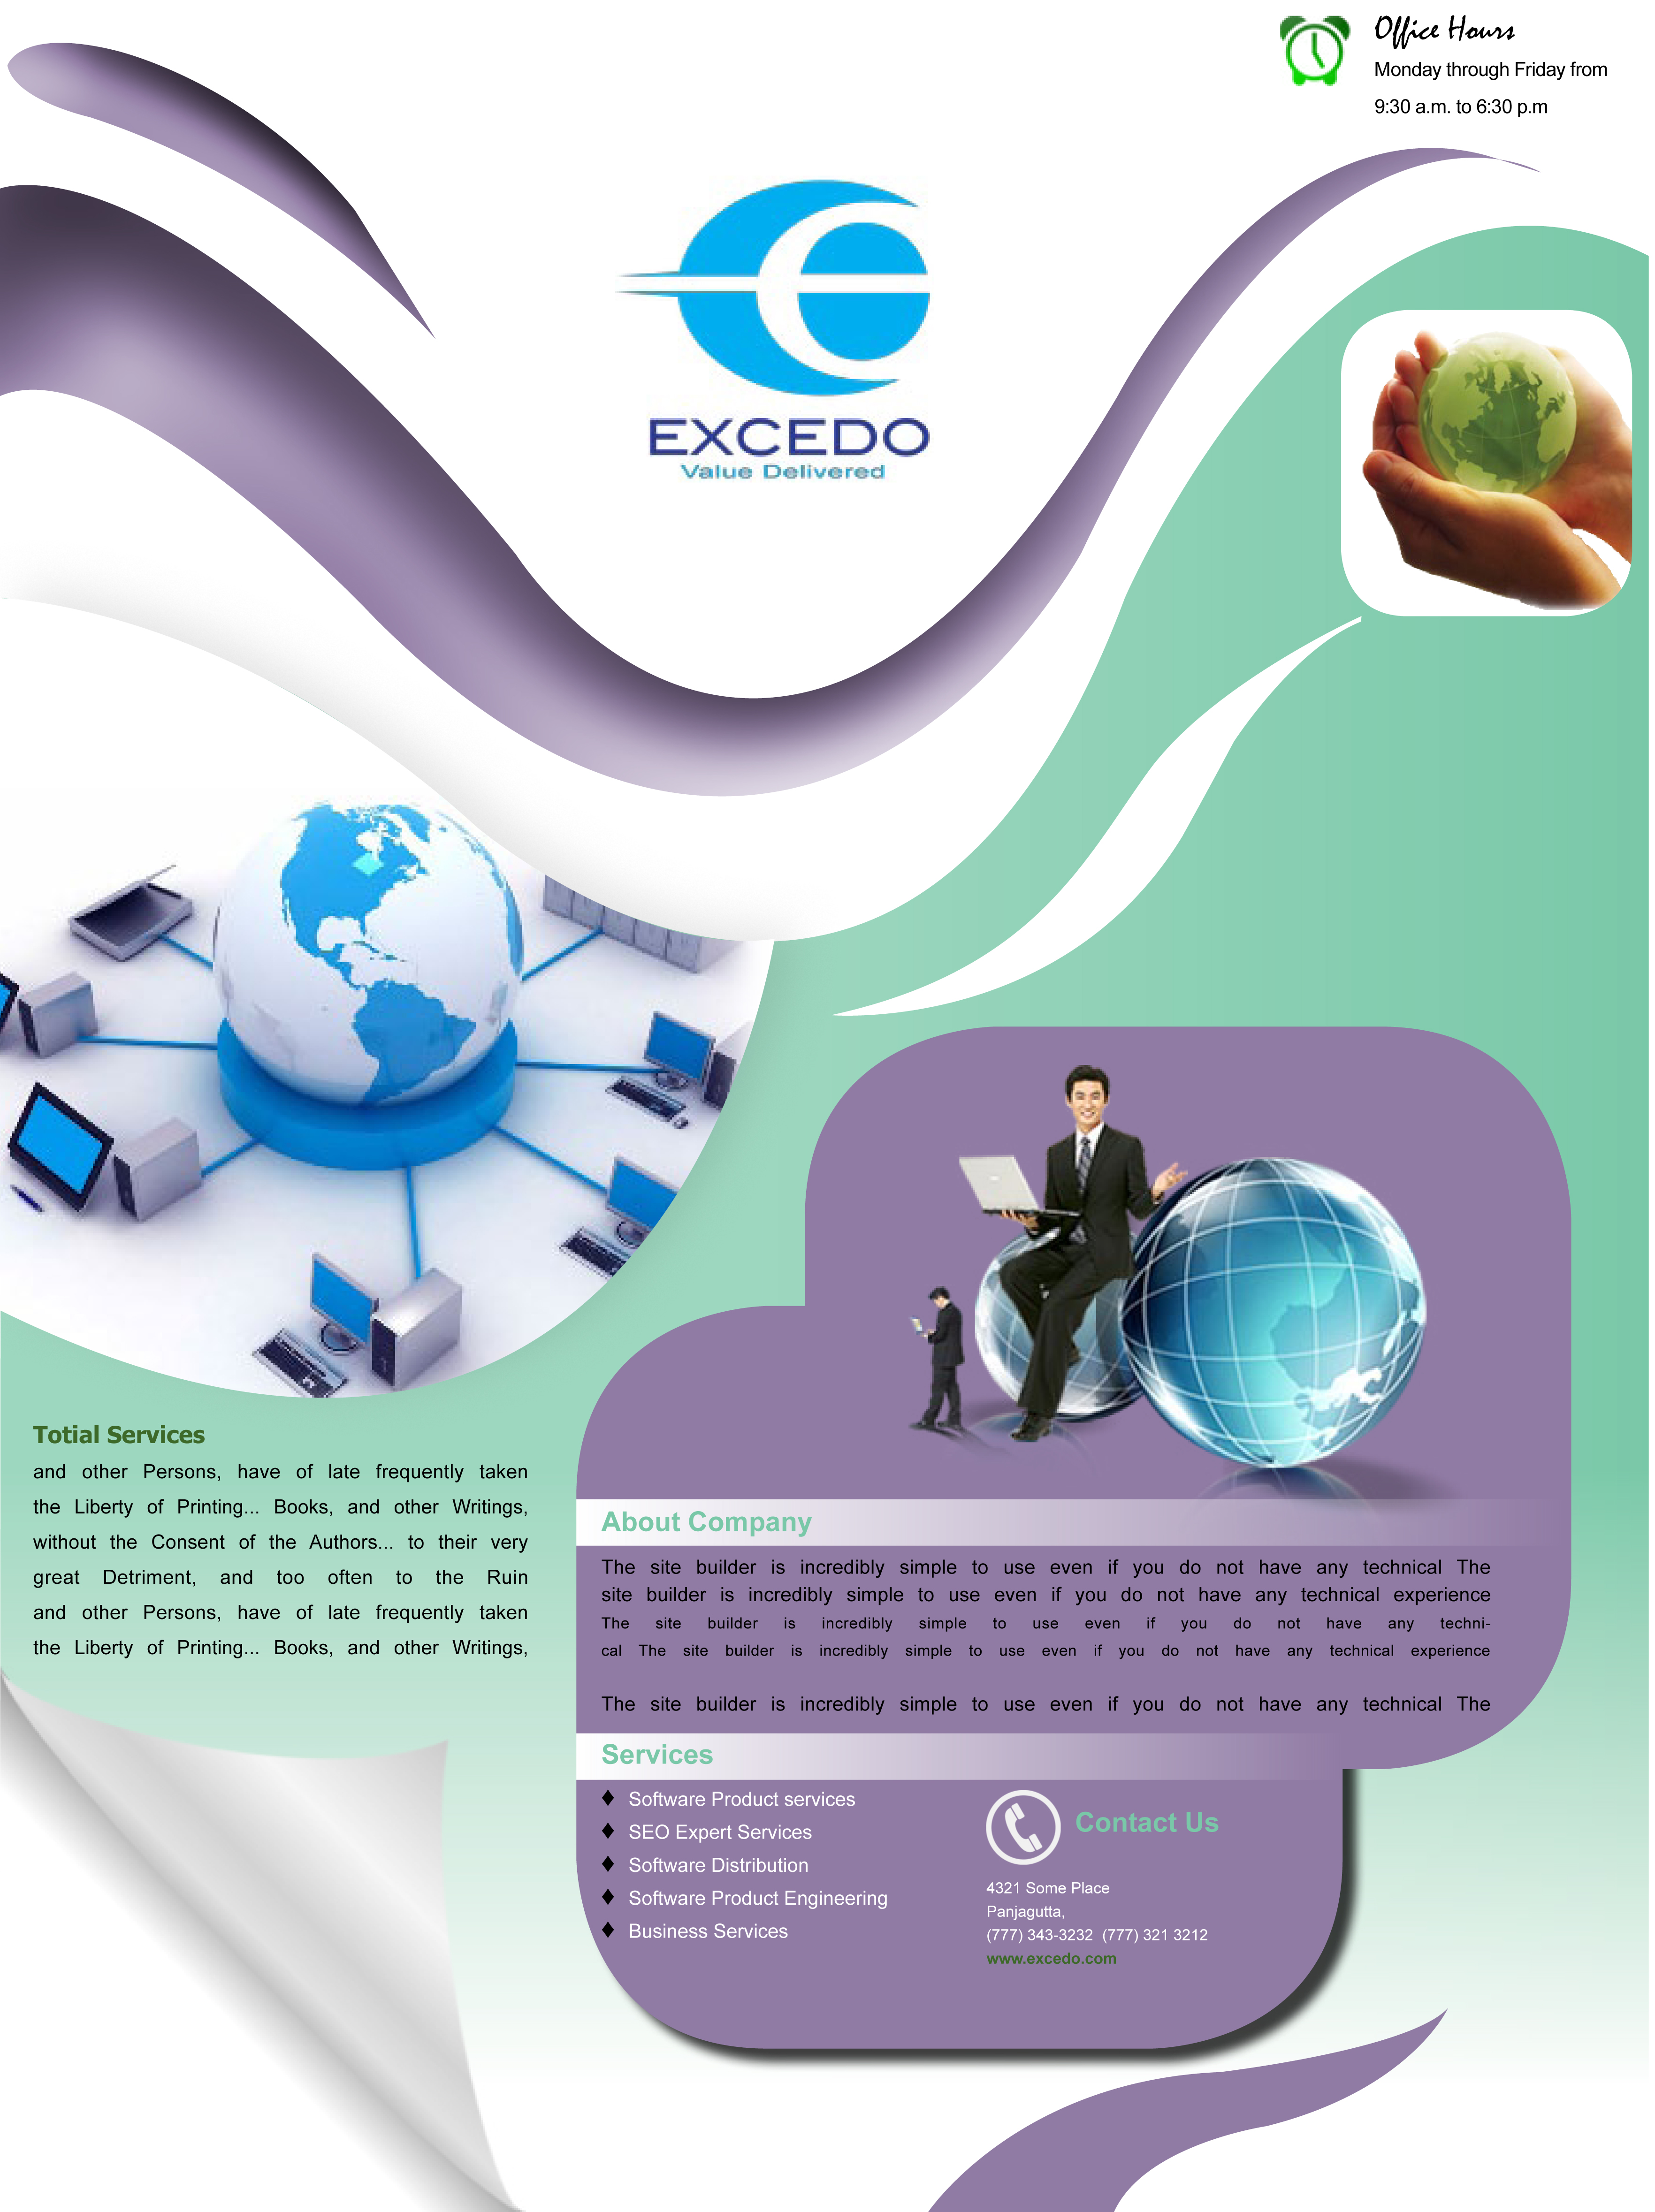 Office Hours
Monday through Friday from
9:30 a.m. to 6:30 p.m
EXCEDO
Value Delivered
Totial Services
and other Persons, have of late frequently taken
the Liberty of Printing... Books, and other Writings,
without the Consent of the Authors... to their very
great Detriment, and too often to the Ruin
and other Persons, have of late frequently taken
the Liberty of Printing... Books, and other Writings,
About Company
The site builder is incredibly simple to use even if you do not have any technical The
site builder is incredibly simple to use even if you do not have any technical experience
The site builder is incredibly simple to use even if you do not have any techni-
cal The site builder is incredibly simple to use even if you do not have any technical experience
The site builder is incredibly simple to use even if you do not have any technical The
Services
♦ Software Product services
♦ SEO Expert Services
♦ Software Distribution
♦ Software Product Engineering
♦ Business Services
Contact Us
4321 Some Place
Panjagutta,
(777) 343-3232 (777) 321 3212
www.excedo.com